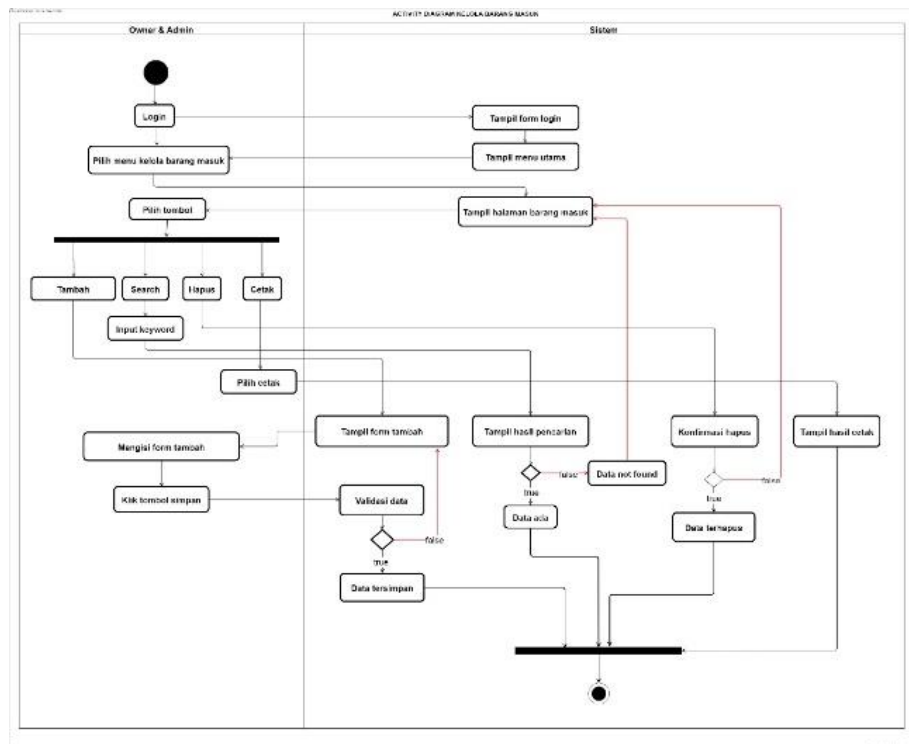 ACTIVITY DIAGRAM KELOLA BARANG MASUK
Owner & Admin
Sistem
Login
Tampil form login
Pilih menu kelola barang masuk
Tampil menu utama
Pilih tombol
Tampil halaman barang masuk
Tambah
Search
Hapus
Cetak
Input keyword
Pilih cetak
Mengisi form tambah
Tampil form tambah
Tampil hasil pencarian
Konfirmasi hapus
Tampil hasil cetak
false
Data not found
false
true
true
Klik tombol simpan
Validasi data
Data ada
Data terhapus
false
true
Data tersimpan